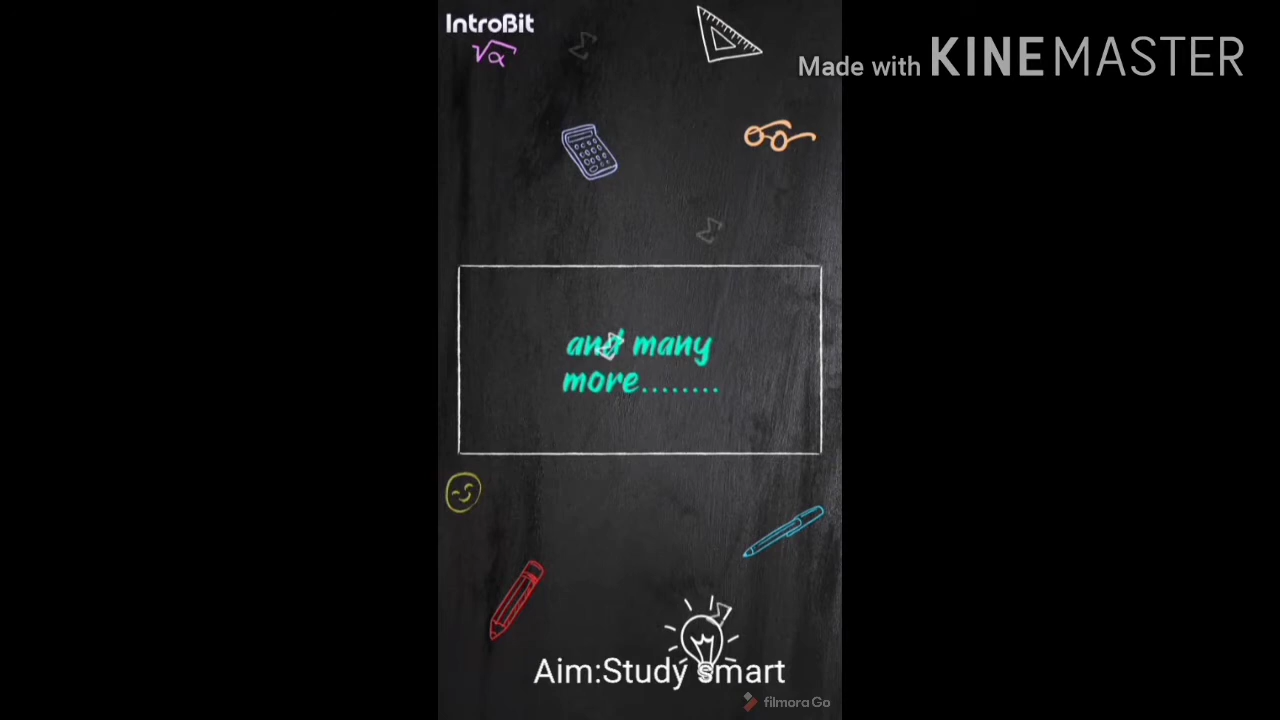 IntroBit
√α
Made with KINEMASTER
and many
more........
Aim:Study smart
filmora Go